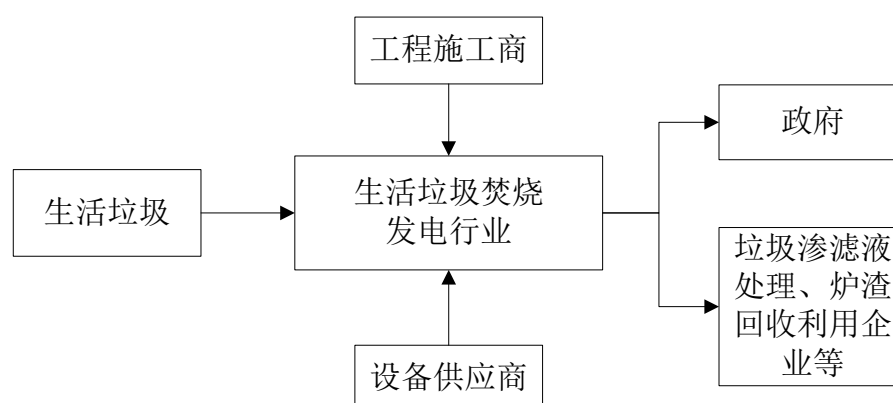 工程施工商
政府
生活垃圾
生活垃圾焚烧
发电行业
垃圾渗滤液
处理、炉渣
回收利用企
业等
设备供应商